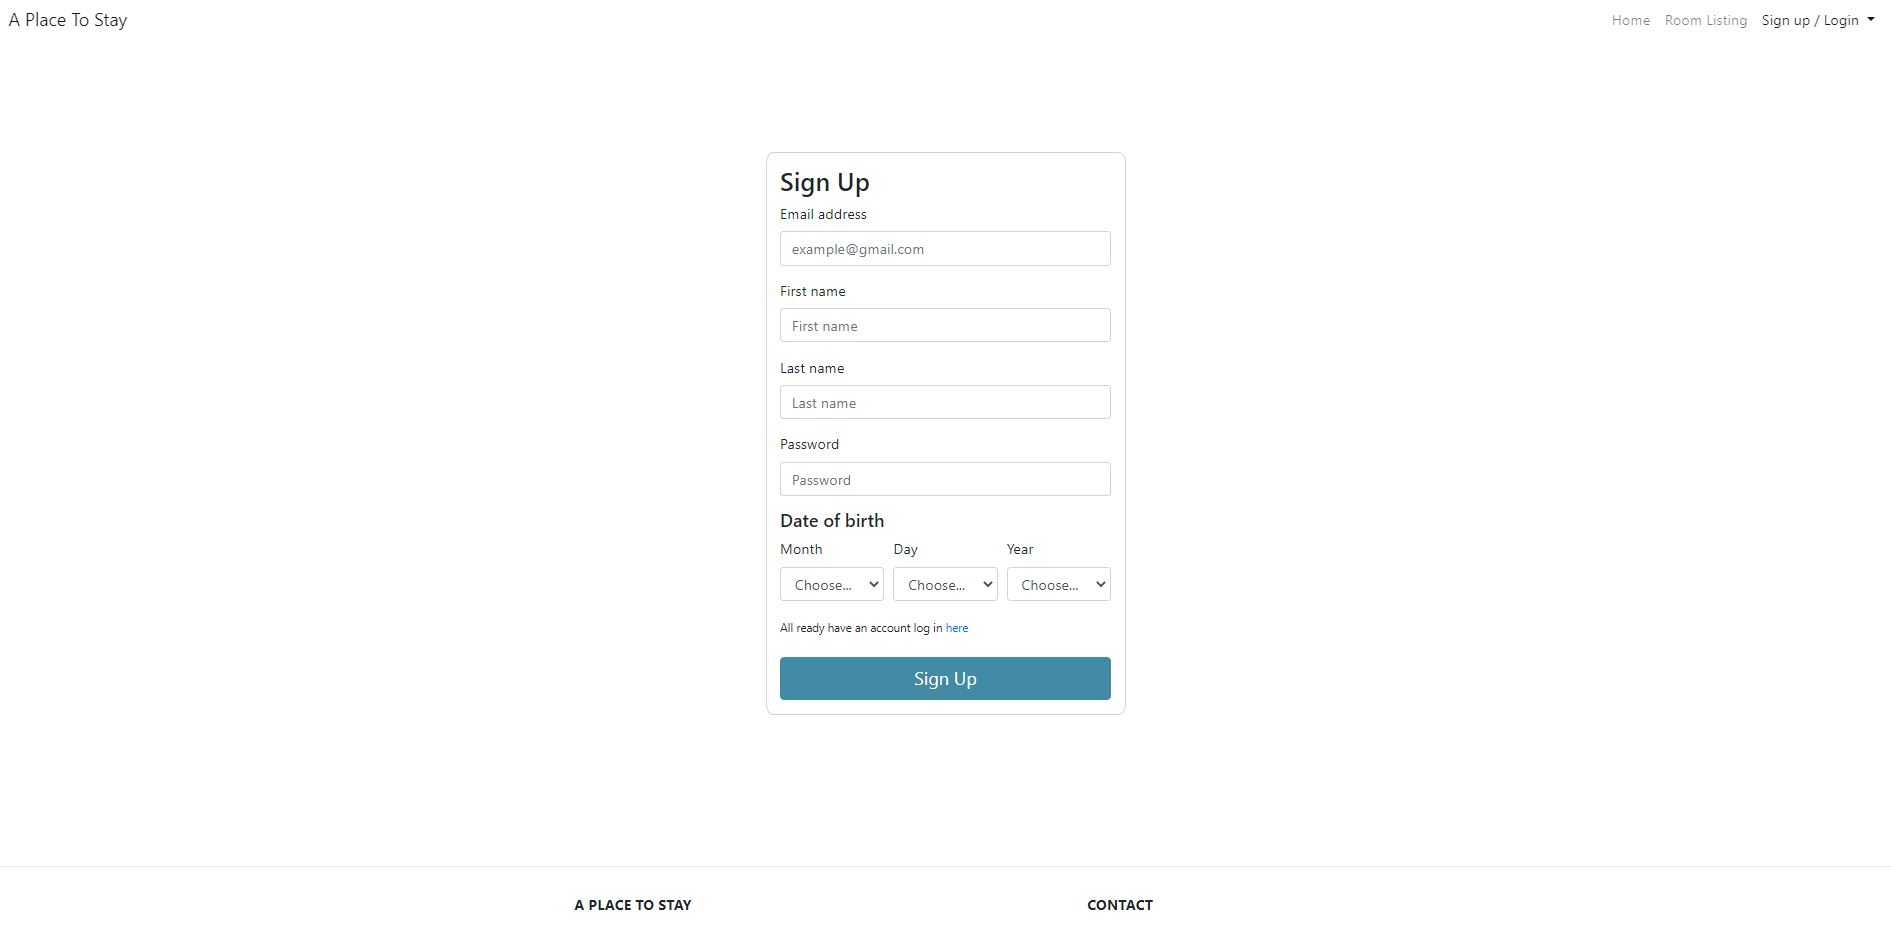 A Place To Stay
Home Room Listing Sign up / Login
Sign Up
Email address
example@gmail.com
First name
First name
Last name
Last name
Password
Password
Date of birth
Month Day Year
Choose... Choose... Choose...
All ready have an account log in here
Sign Up
A PLACE TO STAY CONTACT